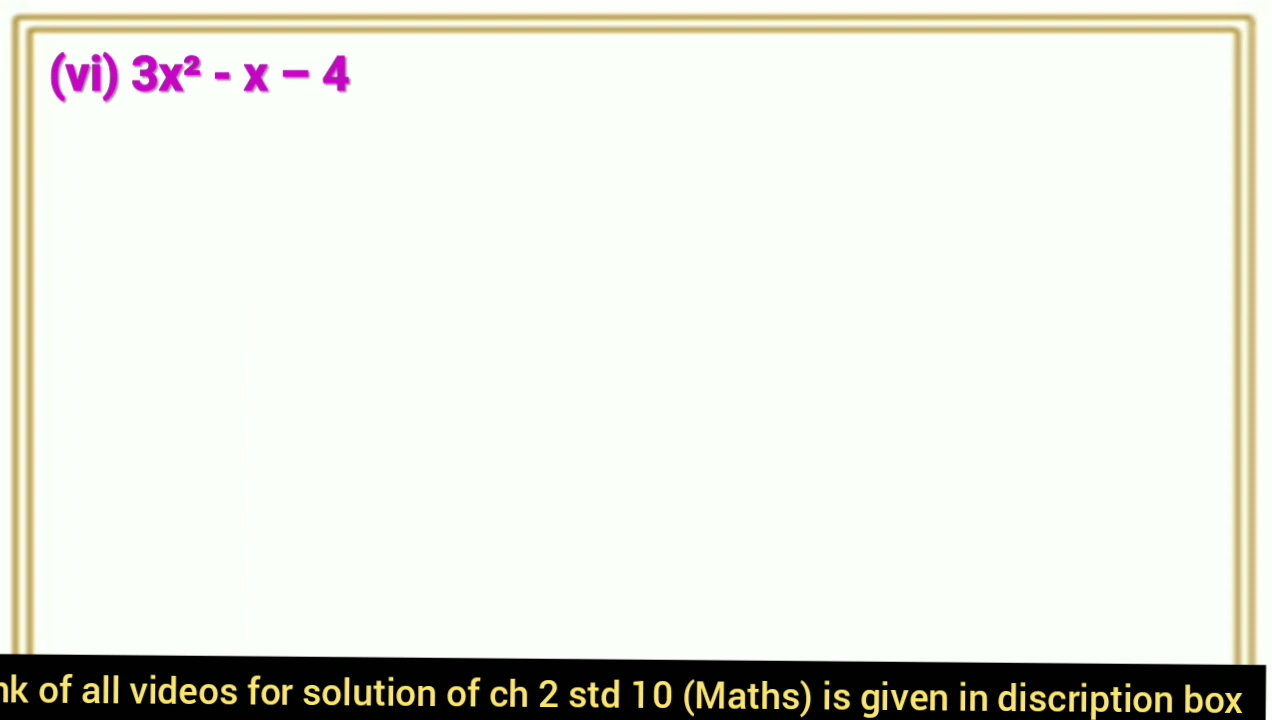 (vi) 3x² - x – 4
of all videos for solution of ch 2 std 10 (Maths) is given in discription box